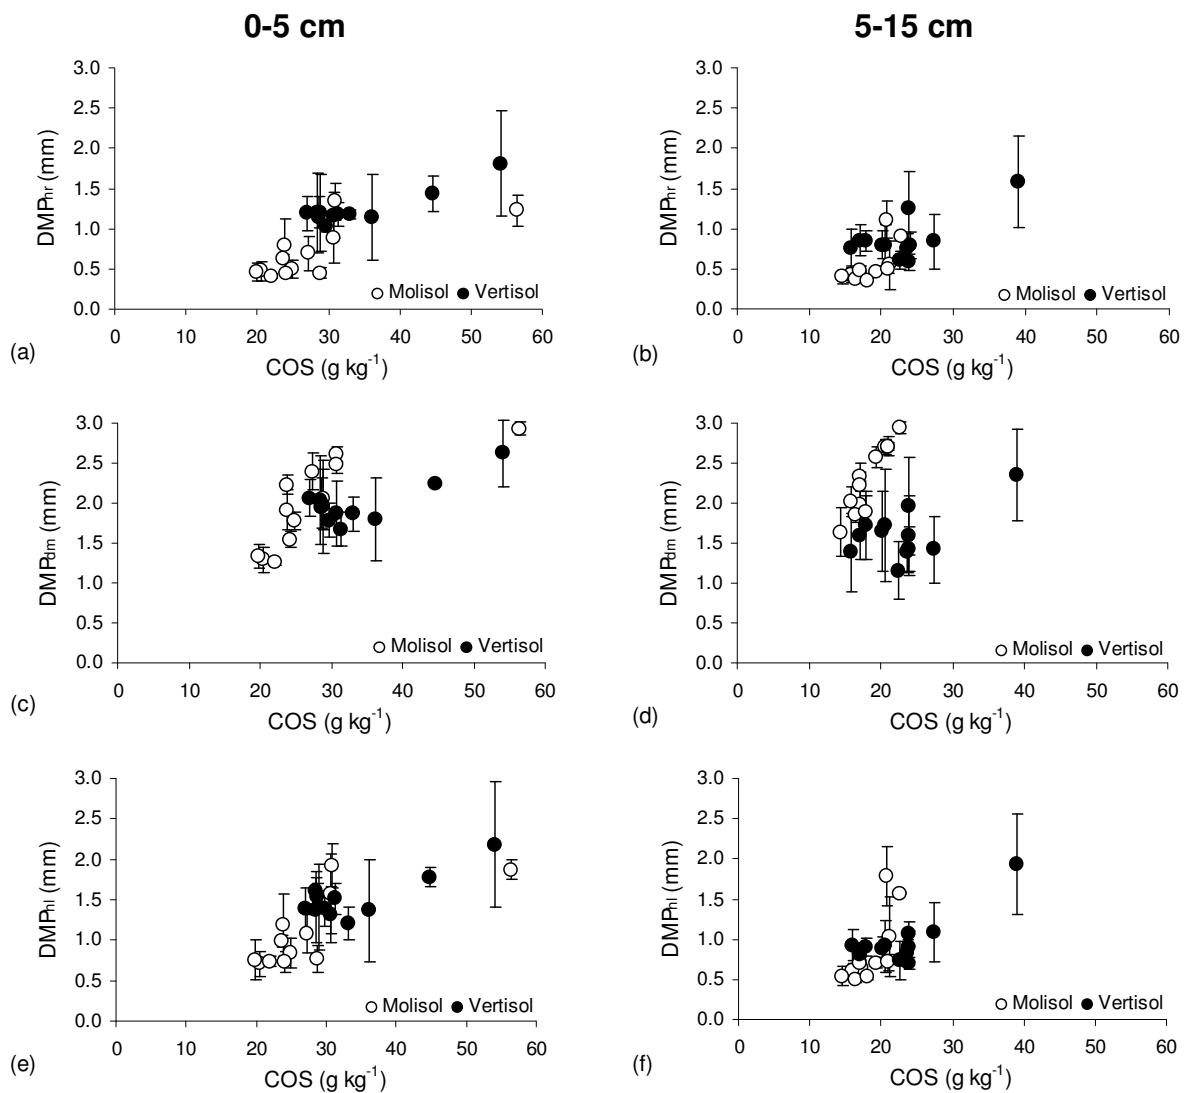 0-5 cm
5-15 cm
3.0
2.5
2.0
1.5
1.0
0.5
0.0
DMPhr (mm)
Molisol Vertisol
0 10 20 30 40 50 60
COS (g kg-1)
(a)
3.0
2.5
2.0
1.5
1.0
0.5
0.0
DMPhr (mm)
Molisol Vertisol
0 10 20 30 40 50 60
COS (g kg-1)
(b)
3.0
2.5
2.0
1.5
1.0
0.5
0.0
DMPdm (mm)
Molisol Vertisol
0 10 20 30 40 50 60
COS (g kg-1)
(c)
3.0
2.5
2.0
1.5
1.0
0.5
0.0
DMPdm (mm)
Molisol Vertisol
0 10 20 30 40 50 60
COS (g kg-1)
(d)
3.0
2.5
2.0
1.5
1.0
0.5
0.0
DMPhl (mm)
Molisol Vertisol
0 10 20 30 40 50 60
COS (g kg-1)
(e)
3.0
2.5
2.0
1.5
1.0
0.5
0.0
DMPhl (mm)
Molisol Vertisol
0 10 20 30 40 50 60
COS (g kg-1)
(f)